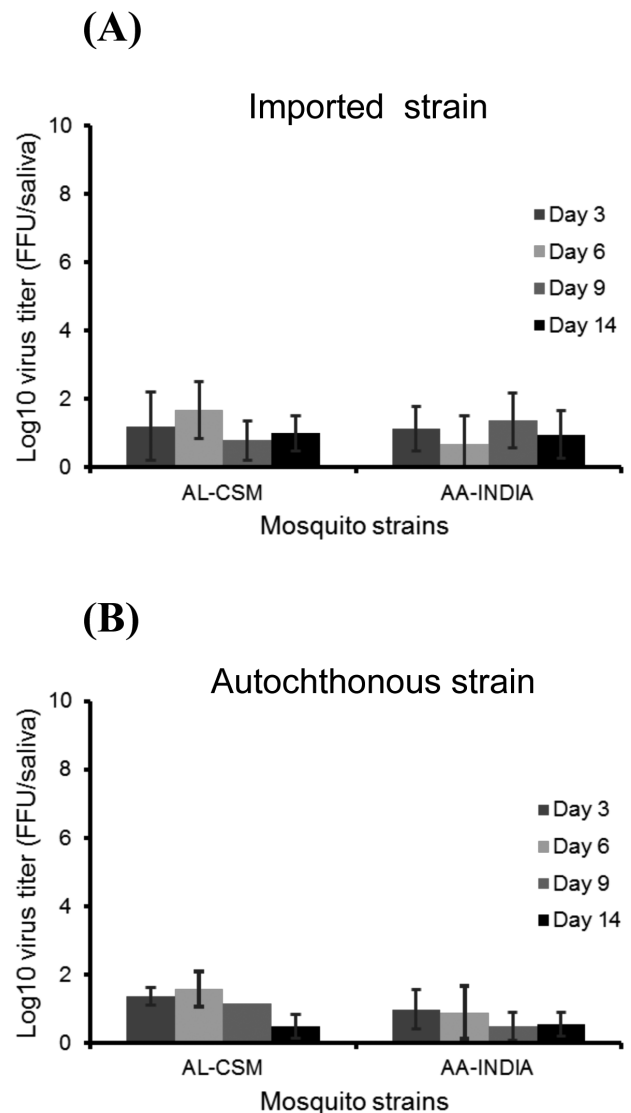 (A)
Imported strain
Log10 virus titer (FFU/saliva)
10
8
6
4
2
0
Day 3
Day 6
Day 9
Day 14
AL-CSM AA-INDIA
Mosquito strains
(B)
Autochthonous strain
Log10 virus titer (FFU/saliva)
10
8
6
4
2
0
Day 3
Day 6
Day 9
Day 14
AL-CSM AA-INDIA
Mosquito strains